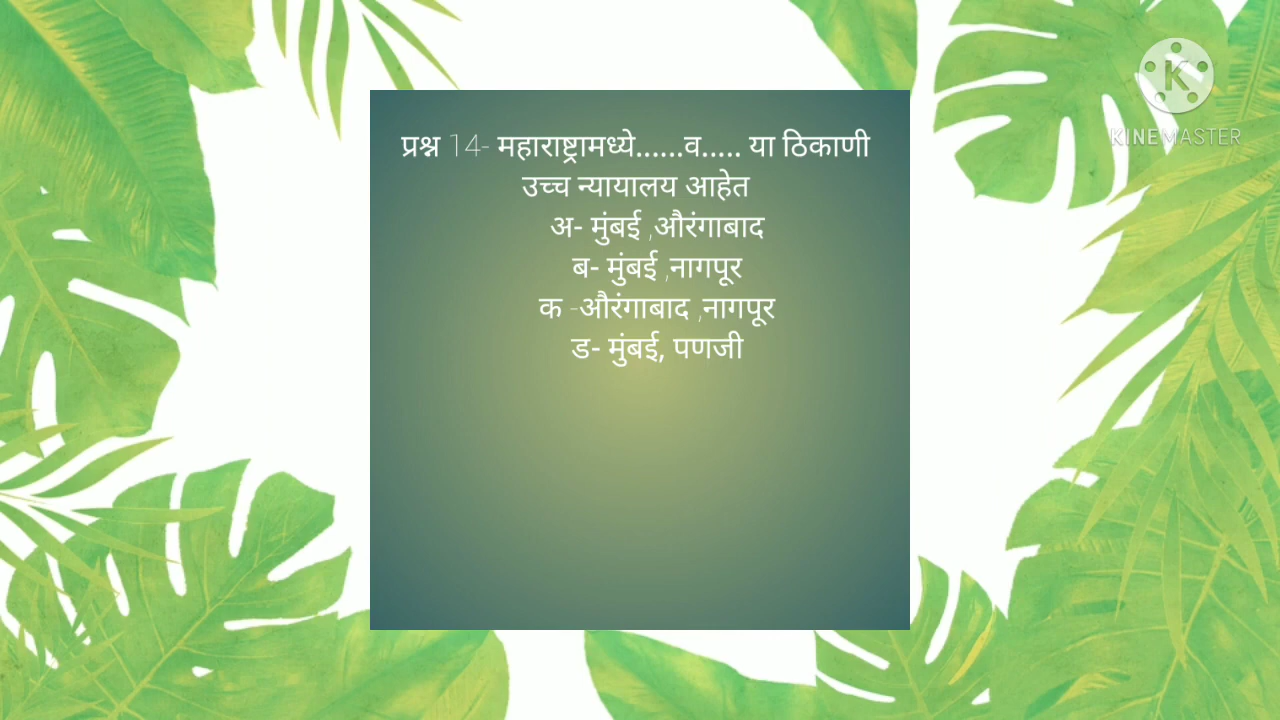 KINEMASTER
प्रश्न 14- महाराष्ट्रामध्ये......व..... या ठिकाणी
उच्च न्यायालय आहेत
अ- मुंबई ,औरंगाबाद
ब- मुंबई ,नागपूर
क -औरंगाबाद ,नागपूर
ड- मुंबई, पणजी